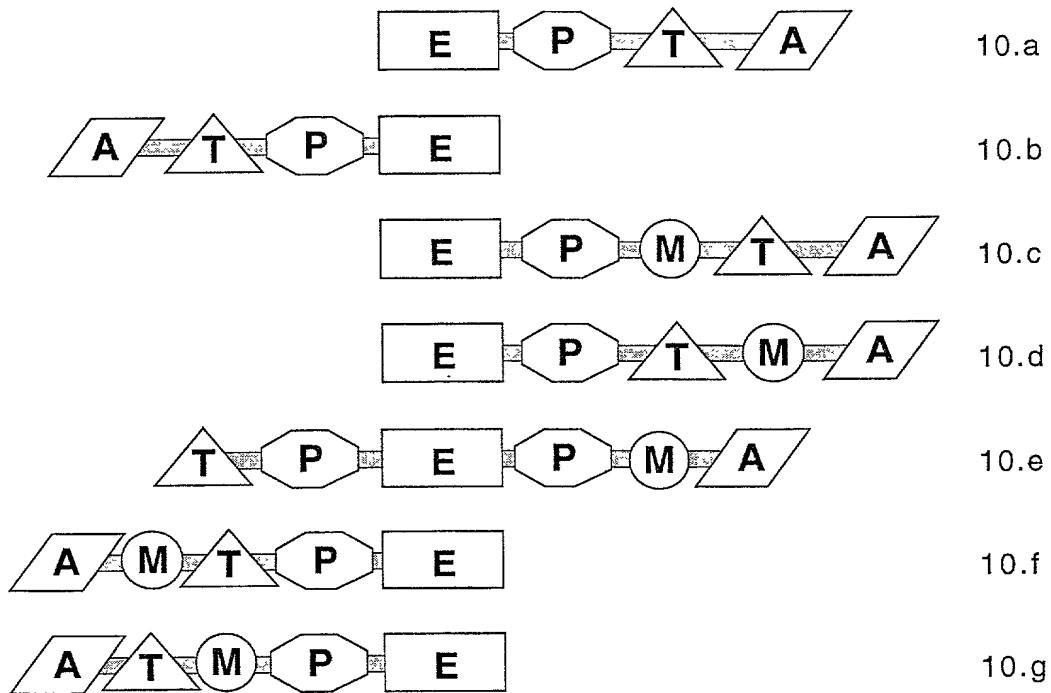 E P T A 10.a
A T P E 10.b
E P M T A 10.c
E P T M A 10.d
T P E P M A 10.e
A M T P E 10.f
A T M P E 10.g